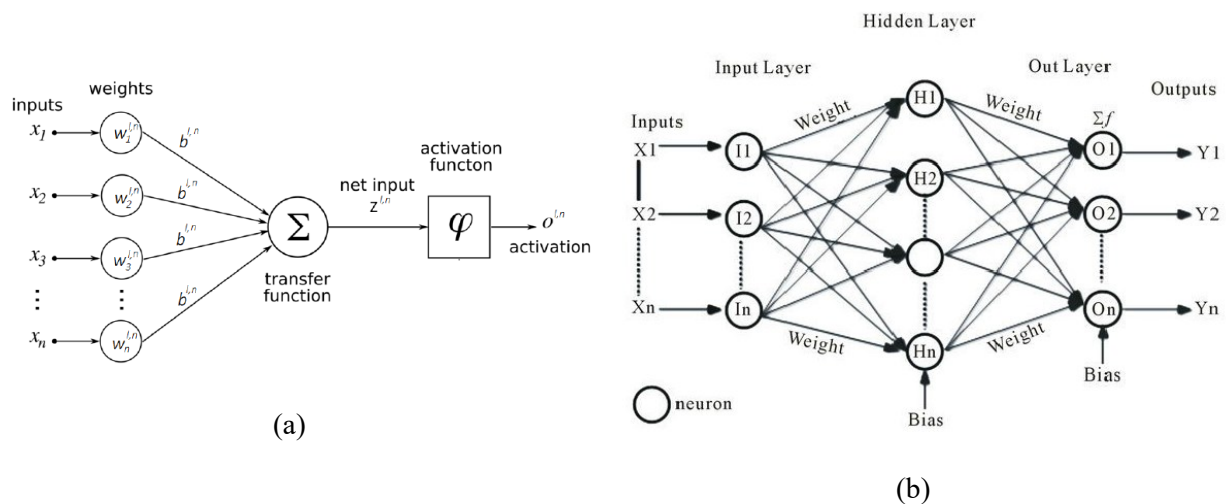 inputs
weights
x₁
w₁ˡ,ⁿ
bˡ,ⁿ
x₂
w₂ˡ,ⁿ
bˡ,ⁿ
x₃
w₃ˡ,ⁿ
bˡ,ⁿ
xₙ
wₙˡ,ⁿ
bˡ,ⁿ
Σ
transfer
function
net input
zˡ,ⁿ
activation
functon
φ
oˡ,ⁿ
activation
(a)
Hidden Layer
Input Layer
Out Layer
Outputs
Inputs
Weight
Weight
Σf
X1
I1
H1
O1
Y1
X2
I2
H2
O2
Y2
Xn
In
Hn
On
Yn
Weight
Weight
Bias
Bias
neuron
(b)